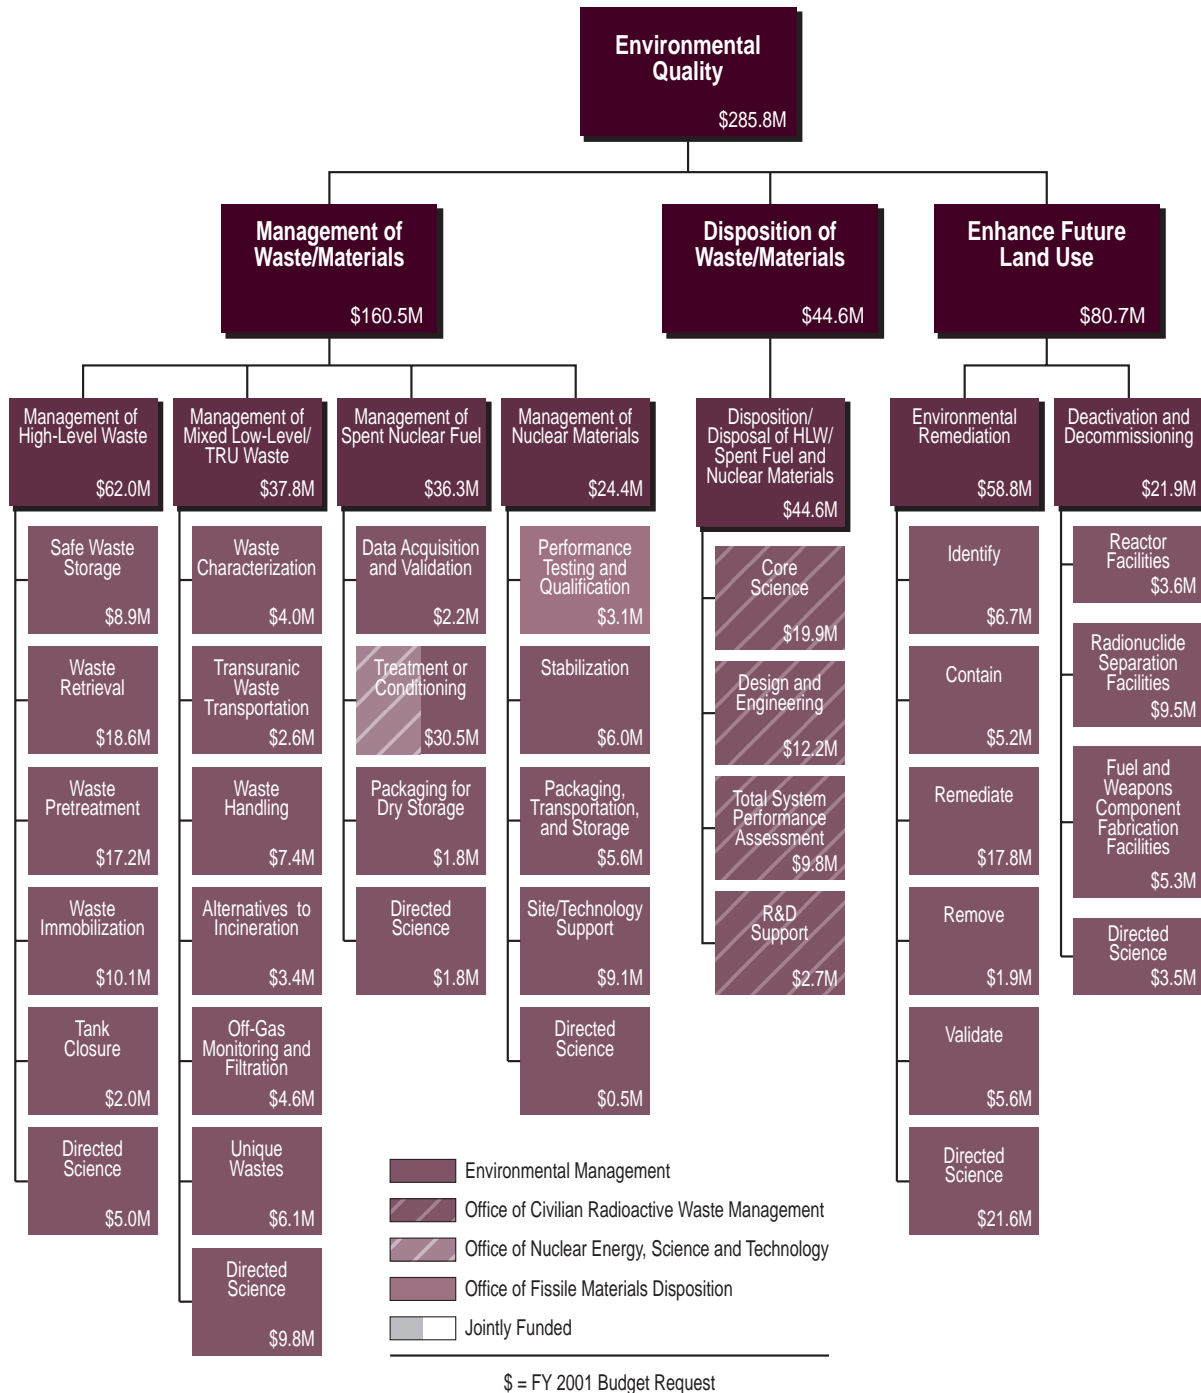 Environmental
Quality
$285.8M
Management of
Waste/Materials
$160.5M
Disposition of
Waste/Materials
$44.6M
Enhance Future
Land Use
$80.7M
Management of
High-Level Waste
$62.0M
Safe Waste
Storage
$8.9M
Waste
Retrieval
$18.6M
Waste
Pretreatment
$17.2M
Waste
Immobilization
$10.1M
Tank
Closure
$2.0M
Directed
Science
$5.0M
Management of
Mixed Low-Level/
TRU Waste
$37.8M
Waste
Characterization
$4.0M
Transuranic
Waste
Transportation
$2.6M
Waste
Handling
$7.4M
Alternatives to
Incineration
$3.4M
Off-Gas
Monitoring and
Filtration
$4.6M
Unique
Wastes
$6.1M
Directed
Science
$9.8M
Management of
Spent Nuclear Fuel
$36.3M
Data Acquisition
and Validation
$2.2M
Treatment or
Conditioning
$30.5M
Packaging for
Dry Storage
$1.8M
Directed
Science
$1.8M
Management of
Nuclear Materials
$24.4M
Performance
Testing and
Qualification
$3.1M
Stabilization
$6.0M
Packaging,
Transportation,
and Storage
$5.6M
Site/Technology
Support
$9.1M
Directed
Science
$0.5M
Disposition/
Disposal of HLW/
Spent Fuel and
Nuclear Materials
$44.6M
Core
Science
$19.9M
Design and
Engineering
$12.2M
Total System
Performance
Assessment
$9.8M
R&D
Support
$2.7M
Environmental
Remediation
$58.8M
Identify
$6.7M
Contain
$5.2M
Remediate
$17.8M
Remove
$1.9M
Validate
$5.6M
Directed
Science
$21.6M
Deactivation and
Decommissioning
$21.9M
Reactor
Facilities
$3.6M
Radionuclide
Separation
Facilities
$9.5M
Fuel and
Weapons
Component
Fabrication
Facilities
$5.3M
Directed
Science
$3.5M
Environmental Management
Office of Civilian Radioactive Waste Management
Office of Nuclear Energy, Science and Technology
Office of Fissile Materials Disposition
Jointly Funded
$ = FY 2001 Budget Request